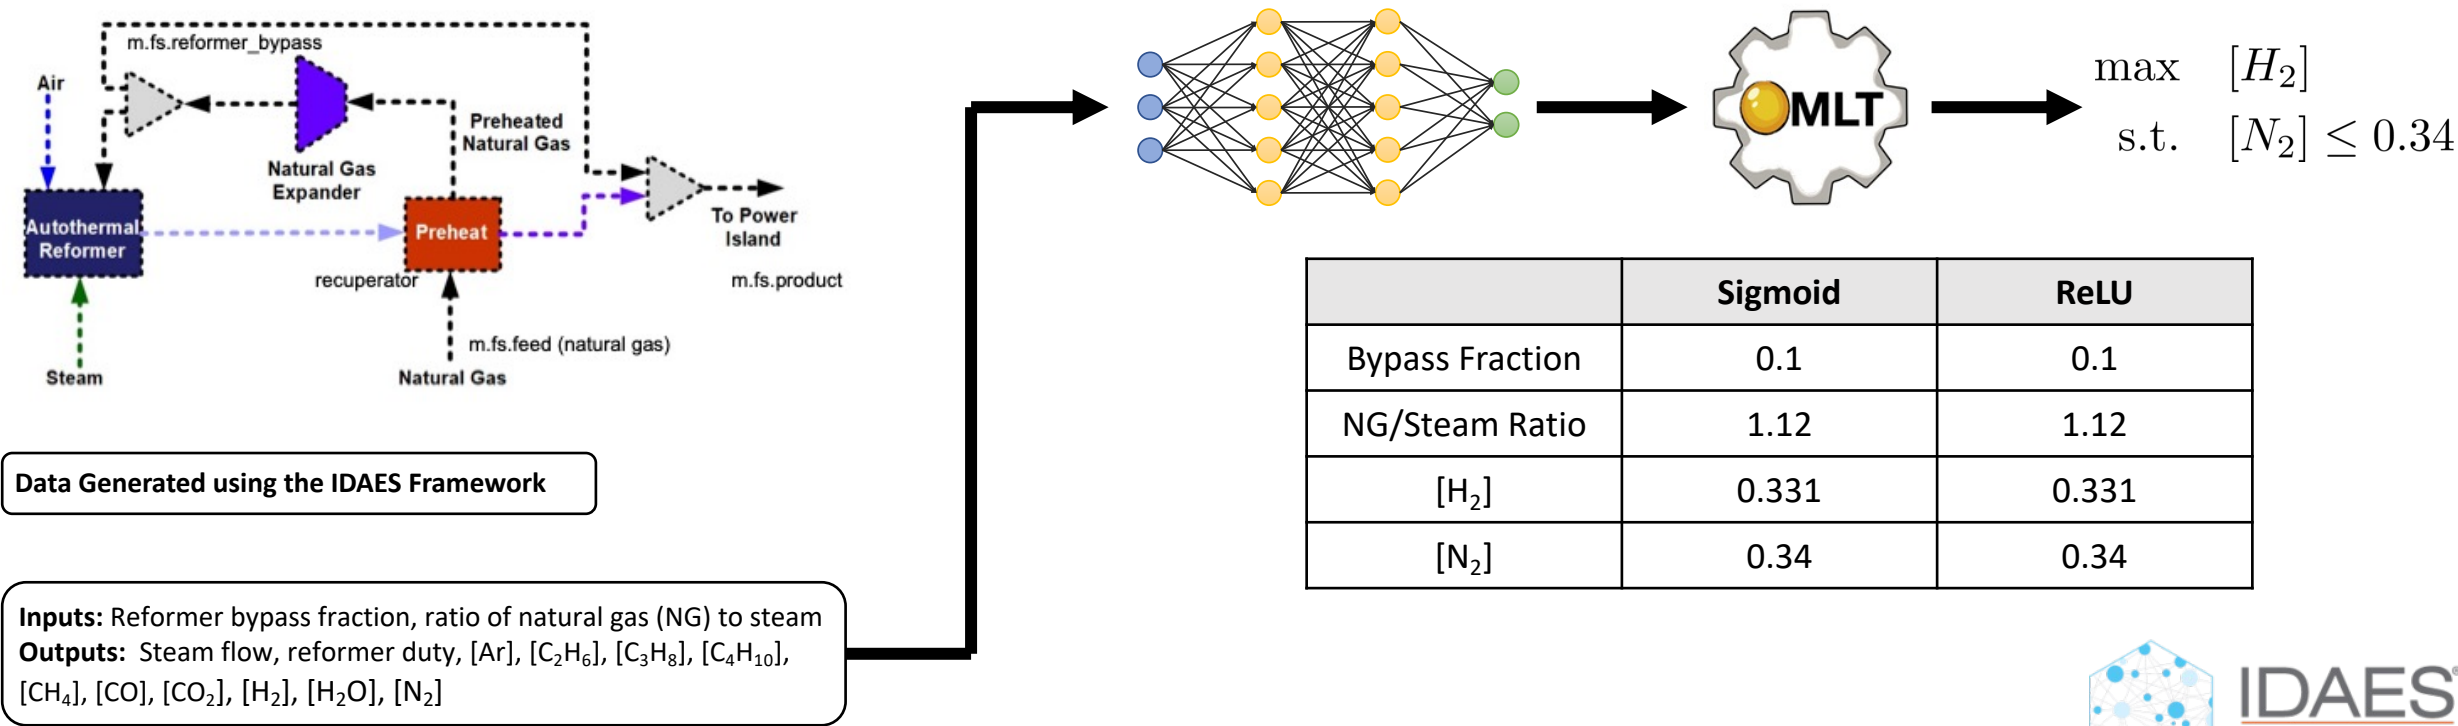 m.fs.reformer_bypass
Air
Preheated
Natural Gas
Natural Gas
Expander
Autothermal
Reformer
Preheat
To Power
Island
recuperator
m.fs.product
m.fs.feed (natural gas)
Steam
Natural Gas
Data Generated using the IDAES Framework
Inputs: Reformer bypass fraction, ratio of natural gas (NG) to steam
Outputs: Steam flow, reformer duty, [Ar], [C₂H₆], [C₃H₈], [C₄H₁₀],
[CH₄], [CO], [CO₂], [H₂], [H₂O], [N₂]
OMLT
max [H₂]
s.t. [N₂] ≤ 0.34
Sigmoid ReLU
Bypass Fraction 0.1 0.1
NG/Steam Ratio 1.12 1.12
[H₂] 0.331 0.331
[N₂] 0.34 0.34
IDAES